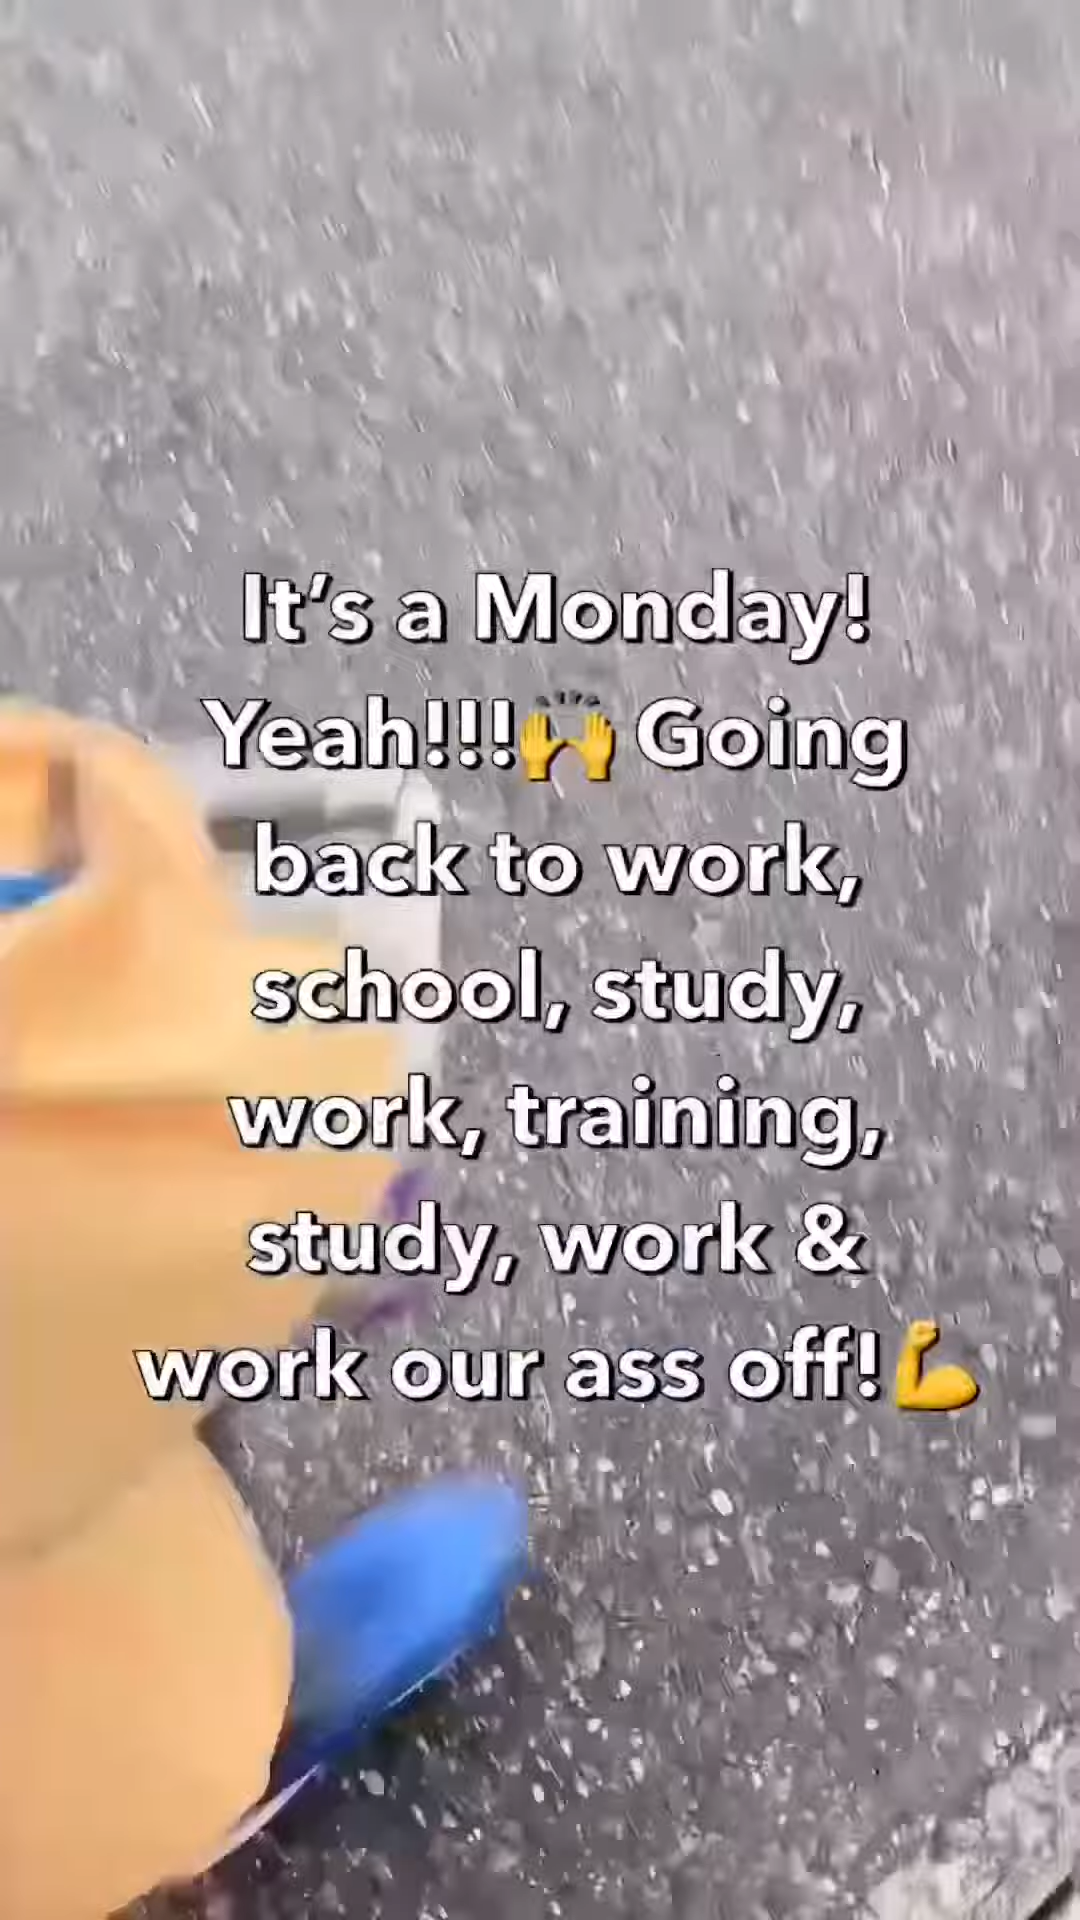 It’s a Monday!
Yeah!!!🙌 Going
back to work,
school, study,
work, training,
study, work &
work our ass off!💪